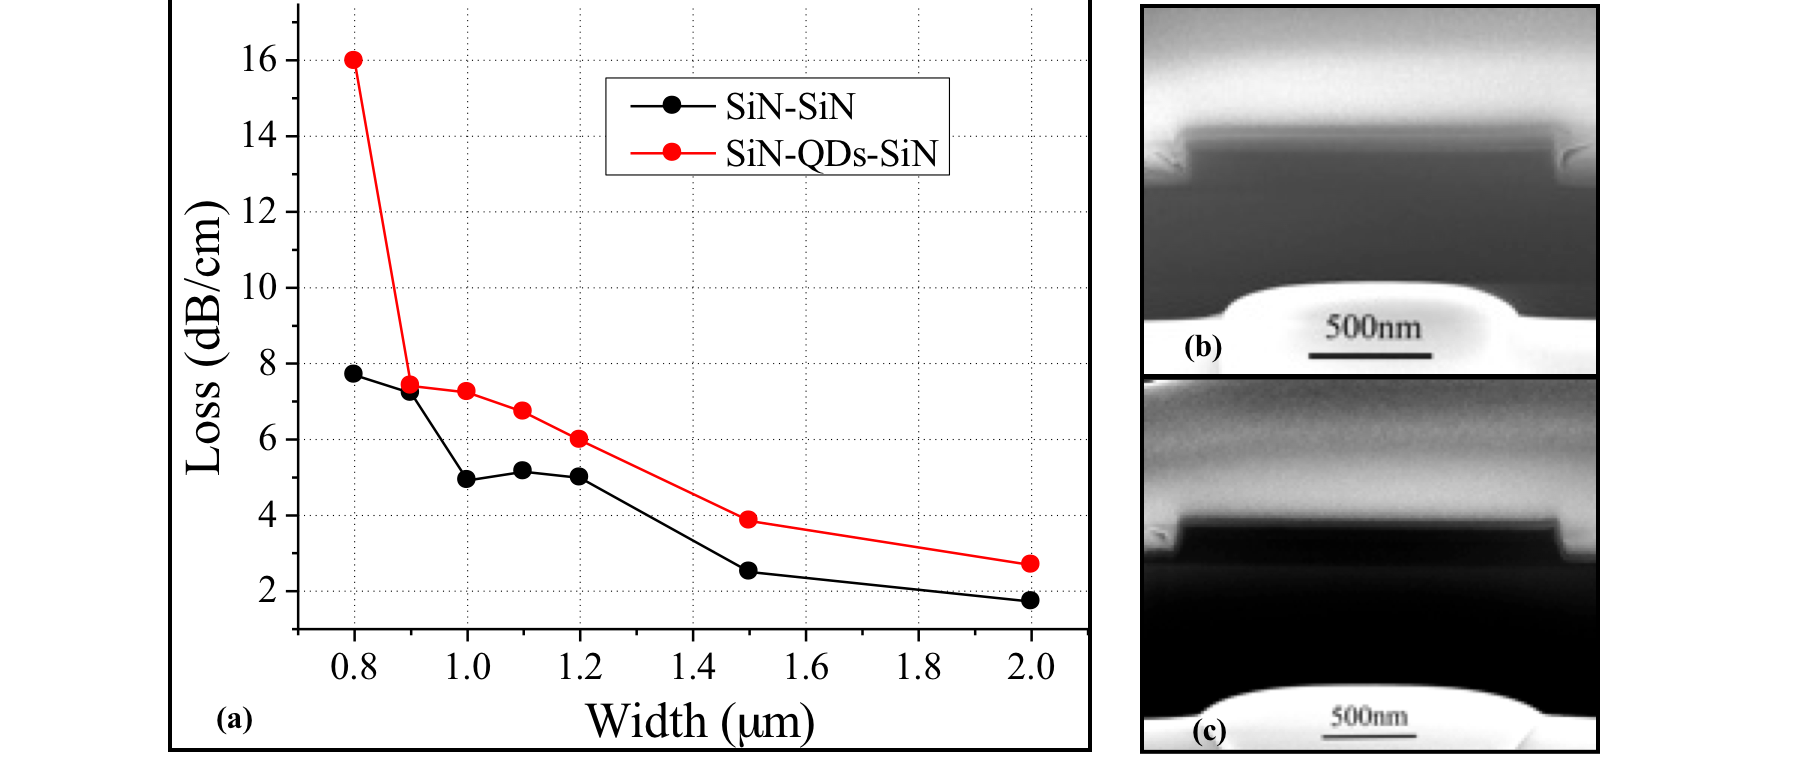 16
14
12
10
8
6
4
2
Loss (dB/cm)
SiN-SiN
SiN-QDs-SiN
0.8 1.0 1.2 1.4 1.6 1.8 2.0
Width (μm)
(a)
500nm
(b)
500nm
(c)